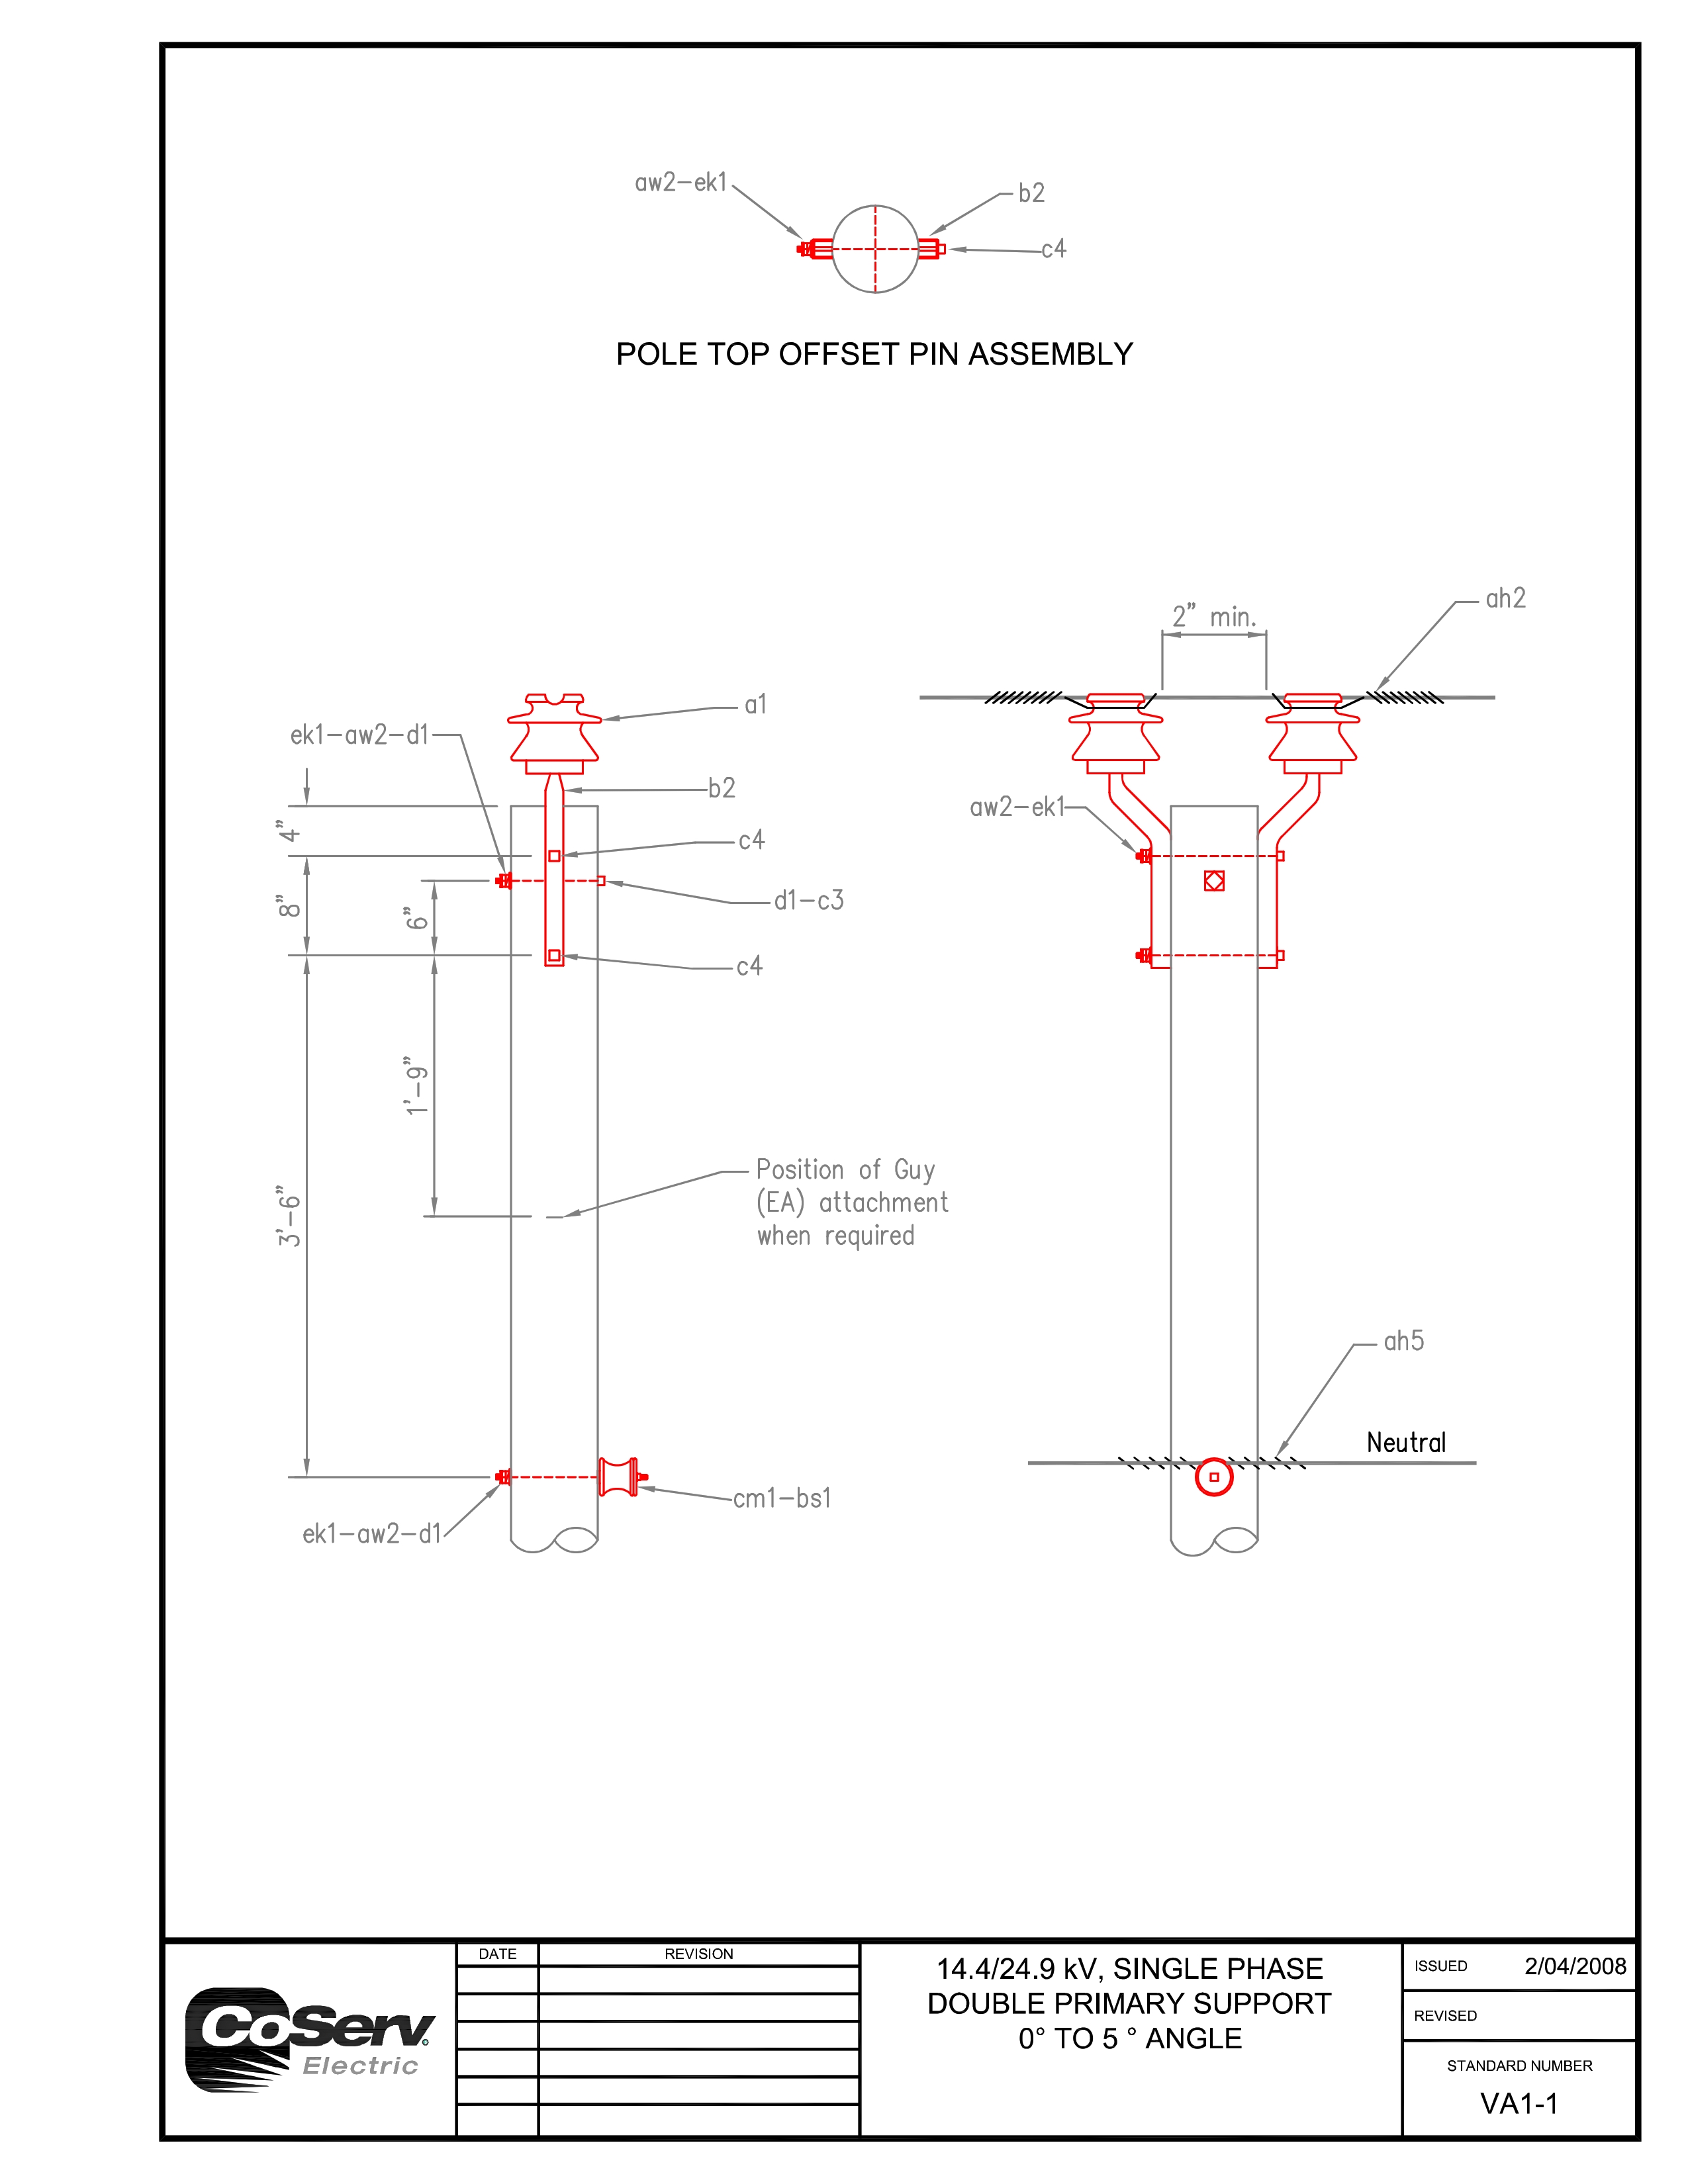 aw2-ek1
b2
c4
POLE TOP OFFSET PIN ASSEMBLY
2" min.
ah2
a1
ek1-aw2-d1
b2
4"
c4
aw2-ek1
8"
6"
d1-c3
c4
1'-9"
3'-6"
Position of Guy
(EA) attachment
when required
ah5
Neutral
cm1-bs1
ek1-aw2-d1
CoServ
Electric
DATE
REVISION
14.4/24.9 kV, SINGLE PHASE
DOUBLE PRIMARY SUPPORT
0° TO 5 ° ANGLE
ISSUED 2/04/2008
REVISED
STANDARD NUMBER
VA1-1